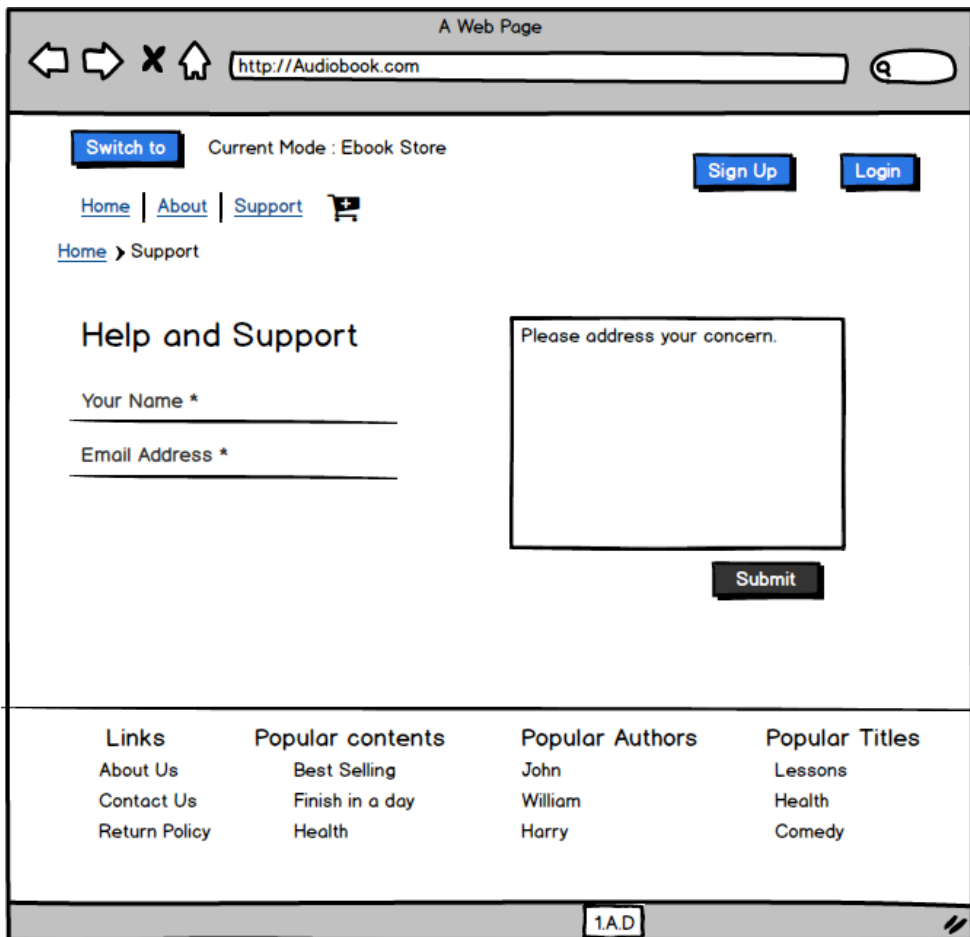 A Web Page
http://Audiobook.com
Switch to Current Mode : Ebook Store
Sign Up Login
Home About Support
Home Support
Help and Support
Your Name *
Email Address *
Please address your concern.
Submit
Links
About Us
Contact Us
Return Policy
Popular contents
Best Selling
Finish in a day
Health
Popular Authors
John
William
Harry
Popular Titles
Lessons
Health
Comedy
1.A.D